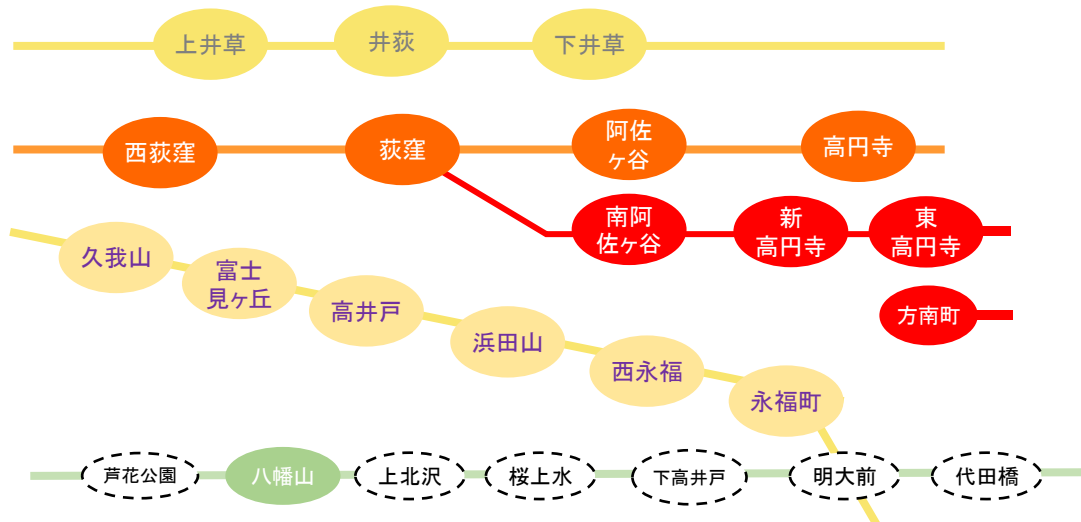 上井草
井荻
下井草
西荻窪
荻窪
阿佐
ヶ谷
高円寺
南阿
佐ヶ谷
新
高円寺
東
高円寺
久我山
富士
見ヶ丘
高井戸
浜田山
西永福
永福町
方南町
芦花公園
八幡山
上北沢
桜上水
下高井戸
明大前
代田橋